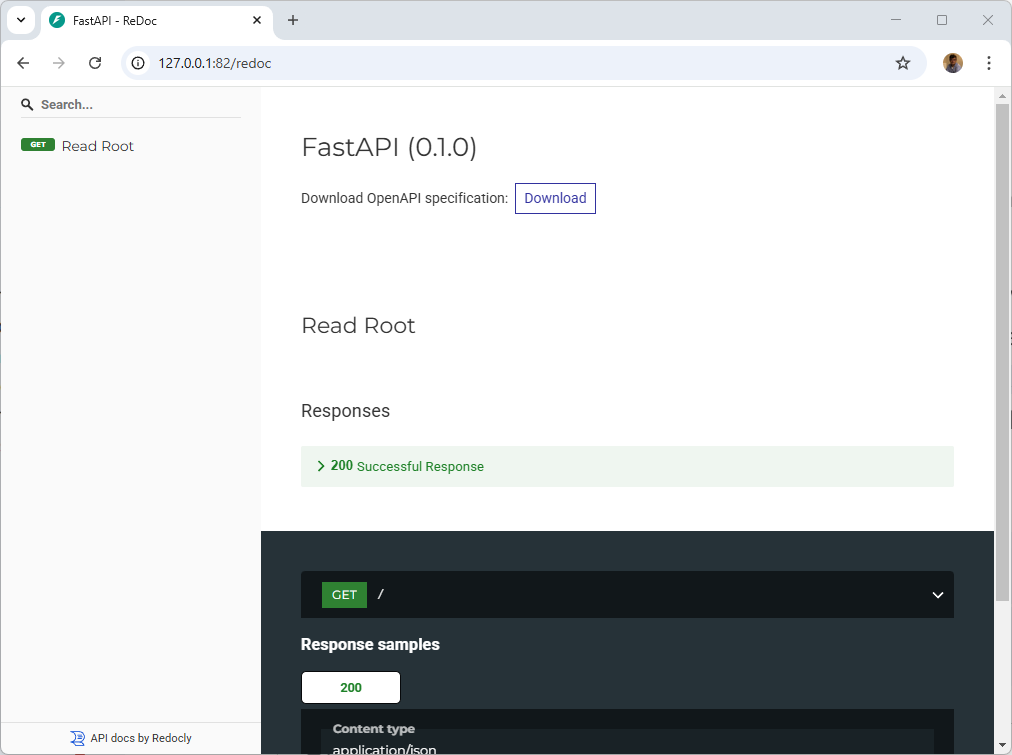 FastAPI - ReDoc
127.0.0.1:82/redoc
Search...
GET Read Root
FastAPI (0.1.0)
Download OpenAPI specification: Download
Read Root
Responses
200 Successful Response
GET /
Response samples
200
Content type
application/json
API docs by Redocly